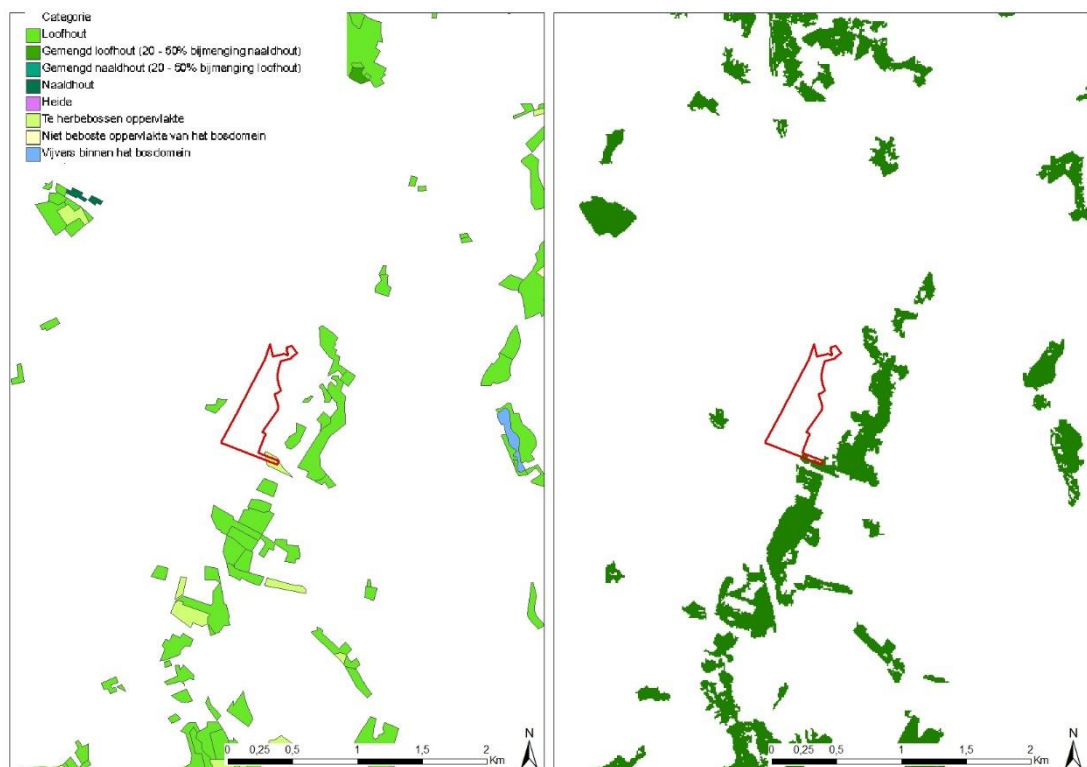 Categorie
Loofhout
Gemengd loofhout (20 - 50% bijmenging naaldhout)
Gemengd naaldhout (20 - 50% bijmenging loofhout)
Naaldhout
Heide
Te herbebossen oppervlakte
Niet beboste oppervlakte van het bosdomein
Vijvers binnen het bosdomein
N
0 0,25 0,5 1 1,5 2
Km
N
0 0,25 0,5 1 1,5 2
Km